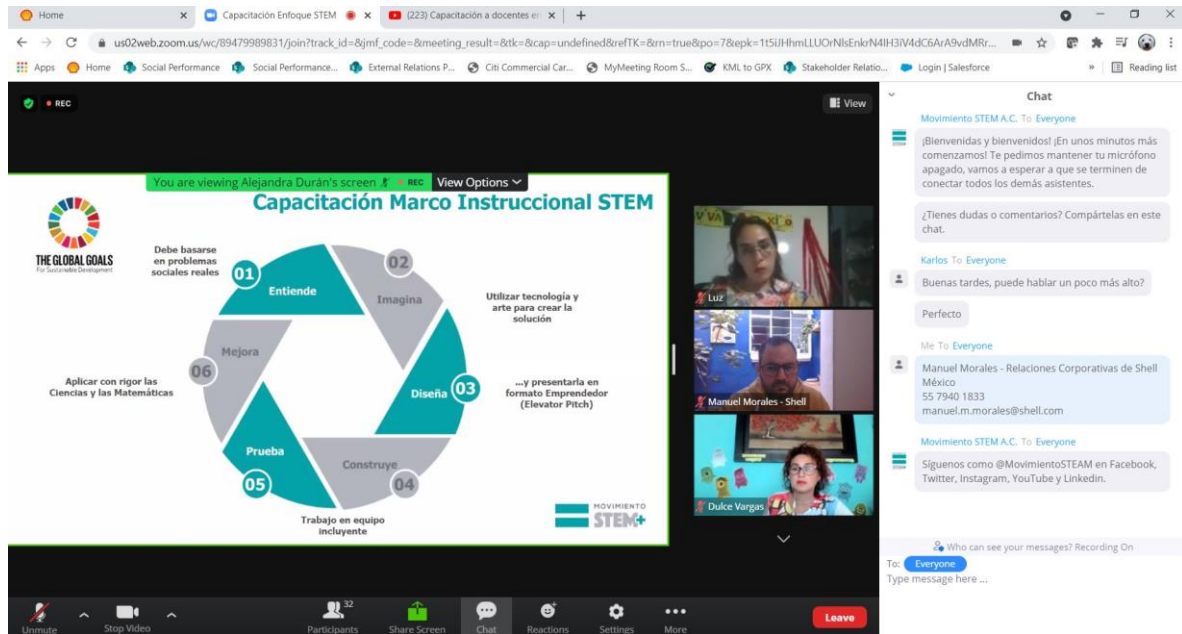 Home
Capacitación Enfoque STEM
(223) Capacitación a docentes en
us02web.zoom.us/wc/89479989831/join?track_id=&jmf_code=&meeting_result=&tk=&cap=undefined&refTK=&rn=true&po=7&epk=
Apps
Home
Social Performance
Social Performance...
External Relations P...
Citi Commercial Car...
MyMeeting Room S...
KML to GPX
Stakeholder Relatio...
Login | Salesforce
Reading list
REC
View
You are viewing Alejandra Durán's screen
REC
View Options
THE GLOBAL GOALS
For Sustainable Development
Capacitación Marco Instruccional STEM
Debe basarse
en problemas
sociales reales
01
Entiende
02
Imagina
Utilizar tecnología y
arte para crear la
solución
Diseña
03
...y presentarla en
formato Emprendedor
(Elevator Pitch)
Construye
04
Trabajo en equipo
incluyente
Prueba
05
Mejora
06
Aplicar con rigor las
Ciencias y las Matemáticas
MOVIMIENTO
STEM+
Luz
Manuel Morales - Shell
Dulce Vargas
Chat
Movimiento STEM A.C. To Everyone
¡Bienvenidas y bienvenidos! ¡En unos minutos más
comenzamos! Te pedimos mantener tu micrófono
apagado, vamos a esperar a que se terminen de
conectar todos los demás asistentes.
¿Tienes dudas o comentarios? Compártelas en este
chat.
Karlos To Everyone
Buenas tardes, puede hablar un poco más alto?
Perfecto
Me To Everyone
Manuel Morales - Relaciones Corporativas de Shell
México
55 7940 1833
manuel.m.morales@shell.com
Movimiento STEM A.C. To Everyone
Síguenos como @MovimientoSTEAM en Facebook,
Twitter, Instagram, YouTube y Linkedin.
Who can see your messages? Recording On
To: Everyone
Type message here ...
Unmute
Stop Video
32
Participants
Share Screen
Chat
Reactions
Settings
More
Leave